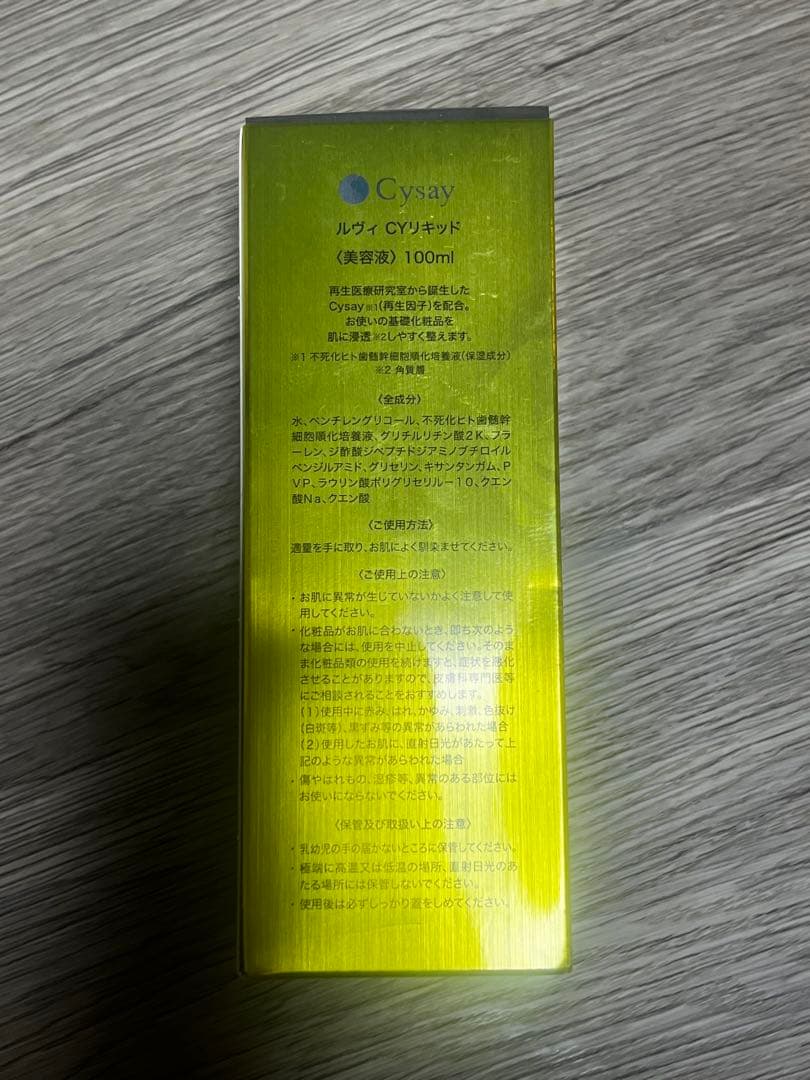 Cysay
ルヴィ CYリキッド
〈美容液〉 100ml
再生医療研究室から誕生した
Cysay※1(再生因子)を配合。
お使いの基礎化粧品を
肌に浸透※2しやすく整えます。
※1 不死化ヒト歯髄幹細胞順化培養液(保湿成分)
※2 角質層
〈全成分〉
水、ペンチレングリコール、不死化ヒト歯髄幹
細胞順化培養液、グリチルリチン酸2K、フラ
ーレン、ジ酢酸ジペプチドジアミノブチロイル
ベンジルアミド、グリセリン、キサンタンガム、P
VP、ラウリン酸ポリグリセリル－10、クエン
酸Na、クエン酸
〈ご使用方法〉
適量を手に取り、お肌によく馴染ませてください。
〈ご使用上の注意〉
・お肌に異常が生じていないかよく注意して使
用してください。
・化粧品がお肌に合わないとき、即ち次のよう
な場合には、使用を中止してください。そのま
ま化粧品類の使用を続けますと、症状を悪化
させることがありますので、皮膚科専門医等
にご相談されることをおすすめします。
(1)使用中に赤み、はれ、かゆみ、刺激、色抜け
(白斑等)、黒ずみ等の異常があらわれた場合
(2)使用したお肌に、直射日光があたって上
記のような異常があらわれた場合
・傷やはれもの、湿疹等、異常のある部位には
お使いにならないでください。
〈保管及び取扱い上の注意〉
・乳幼児の手の届かないところに保管してください。
・極端に高温又は低温の場所、直射日光のあ
たる場所には保管しないでください。
・使用後は必ずしっかり蓋をしめてください。